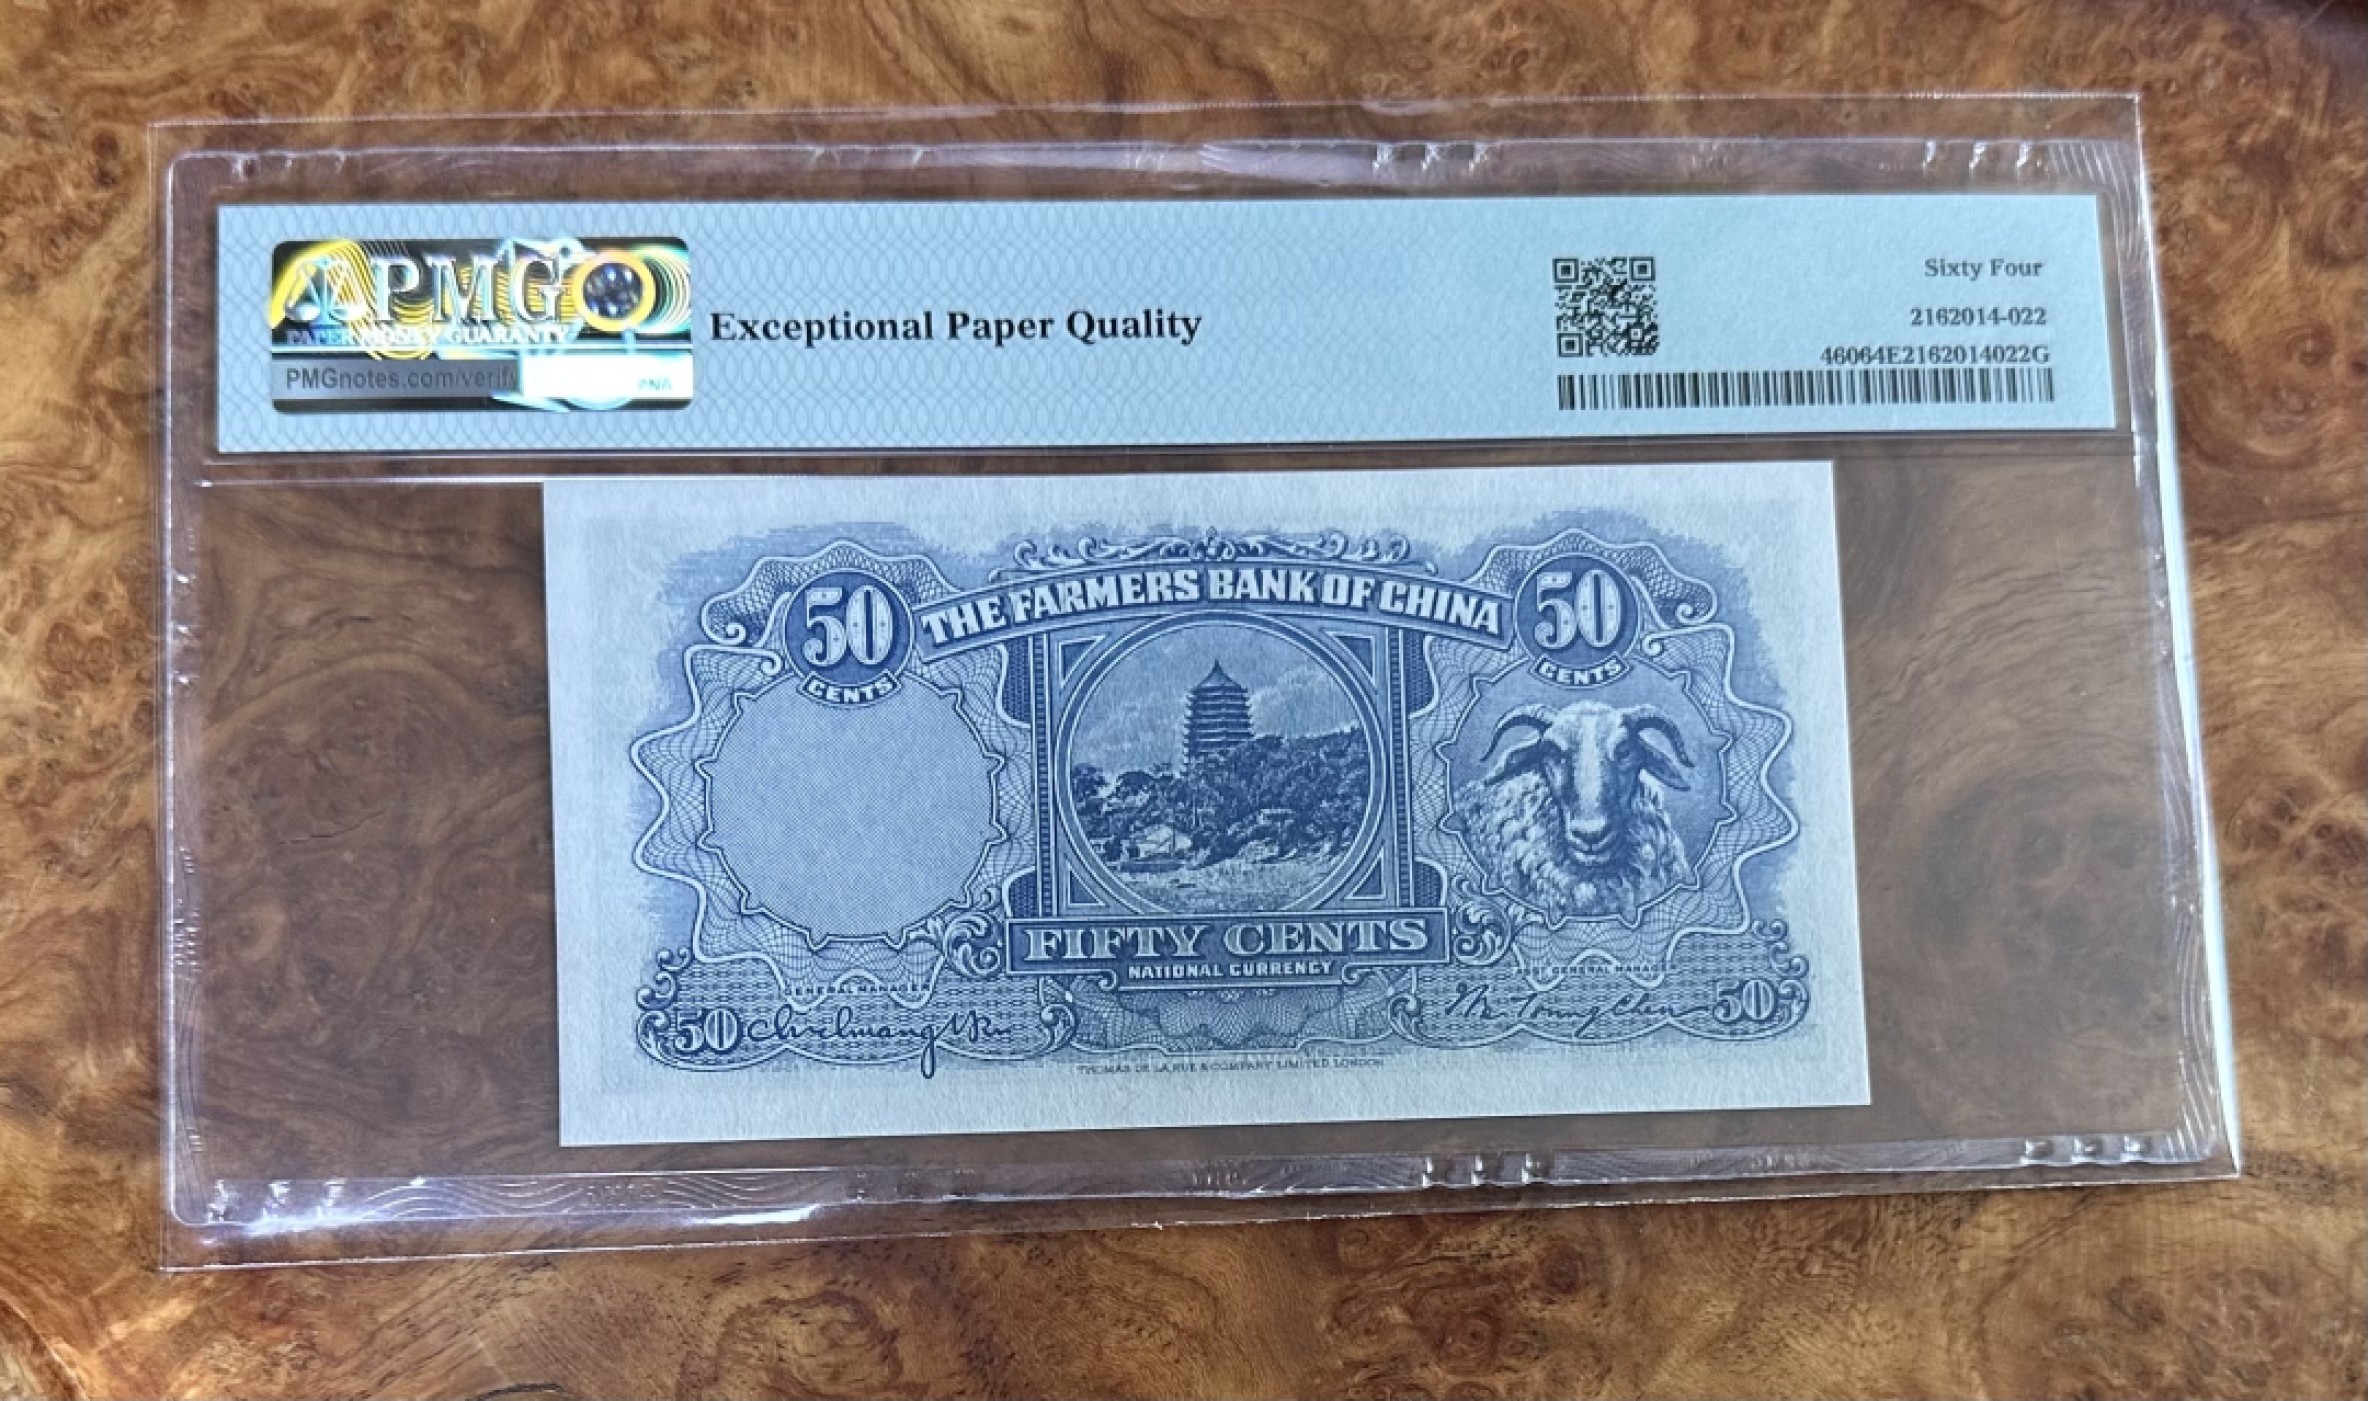 PMG
PAPER MONEY GUARANTY
PMGnotes.com/verify
Exceptional Paper Quality
Sixty Four
2162014-022
46064E2162014022G
50 THE FARMERS BANK OF CHINA 50
CENTS CENTS
FIFTY CENTS
NATIONAL CURRENCY
GENERAL MANAGER GENERAL MANAGER
50 50
THOMAS DE LA RUE & COMPANY LIMITED LONDON